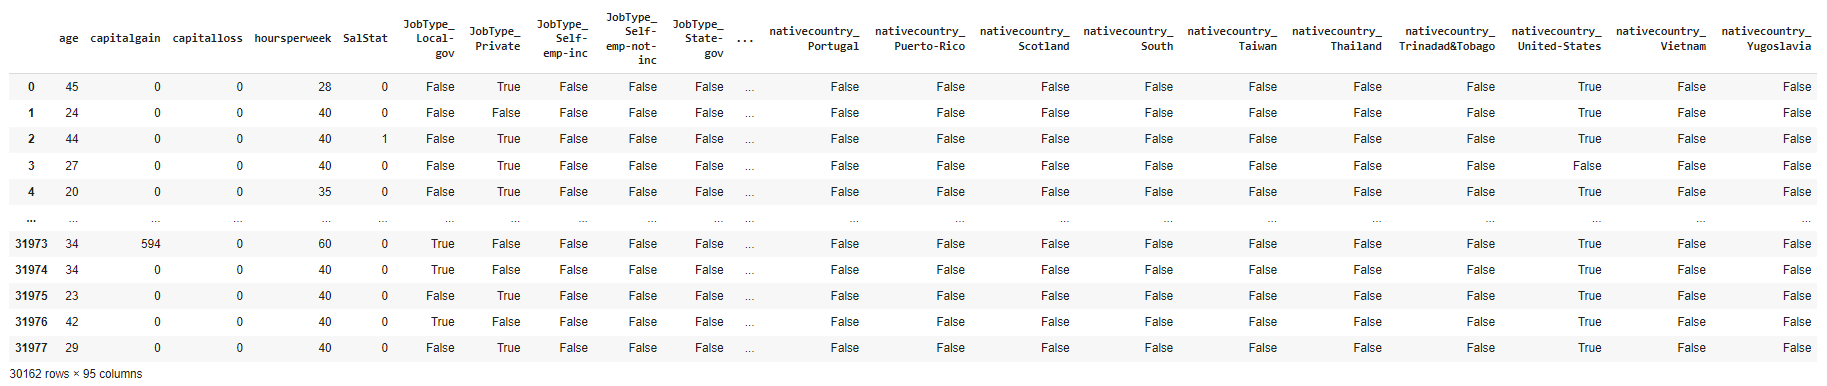 age capitalgain capitalloss hoursperweek SalStat JobType_Local-gov JobType_Private JobType_Self-emp-inc JobType_Self-emp-not-inc JobType_State-gov ... nativecountry_Portugal nativecountry_Puerto-Rico nativecountry_Scotland nativecountry_South nativecountry_Taiwan nativecountry_Thailand nativecountry_Trinadad&Tobago nativecountry_United-States nativecountry_Vietnam nativecountry_Yugoslavia
0 45 0 0 28 0 False True False False False ... False False False False False False False True False False
1 24 0 0 40 0 False False False False False ... False False False False False False False True False False
2 44 0 0 40 1 False True False False False ... False False False False False False False True False False
3 27 0 0 40 0 False True False False False ... False False False False False False False False False False
4 20 0 0 35 0 False True False False False ... False False False False False False False True False False
... ... ... ... ... ... ... ... ... ... ... ... ... ... ... ... ... ... ... ... ... ...
31973 34 594 0 60 0 True False False False False ... False False False False False False False True False False
31974 34 0 0 40 0 True False False False False ... False False False False False False False True False False
31975 23 0 0 40 0 False True False False False ... False False False False False False False True False False
31976 42 0 0 40 0 True False False False False ... False False False False False False False True False False
31977 29 0 0 40 0 False True False False False ... False False False False False False False True False False
30162 rows × 95 columns